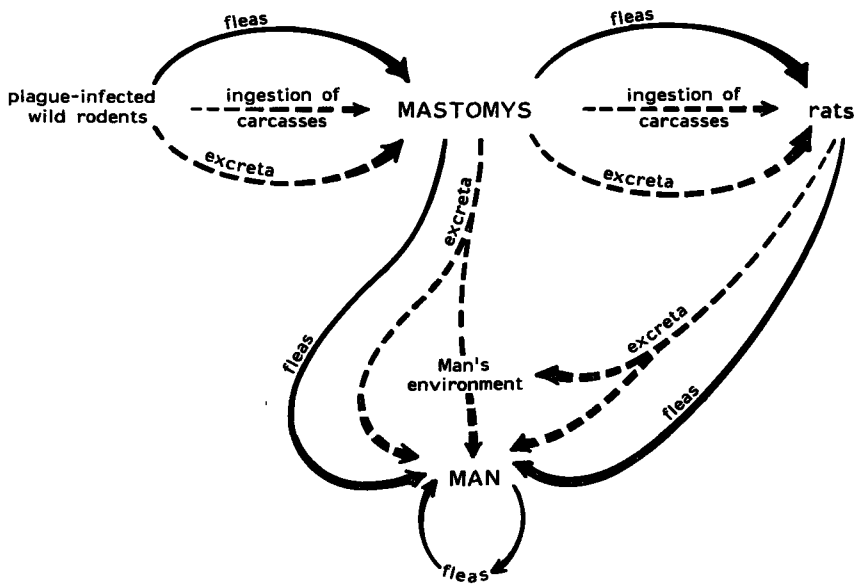 fleas
fleas
plague-infected
wild rodents
ingestion of
carcasses
MASTOMYS
ingestion of
carcasses
rats
excreta
excreta
excreta
excreta
fleas
Man's
environment
fleas
MAN
fleas